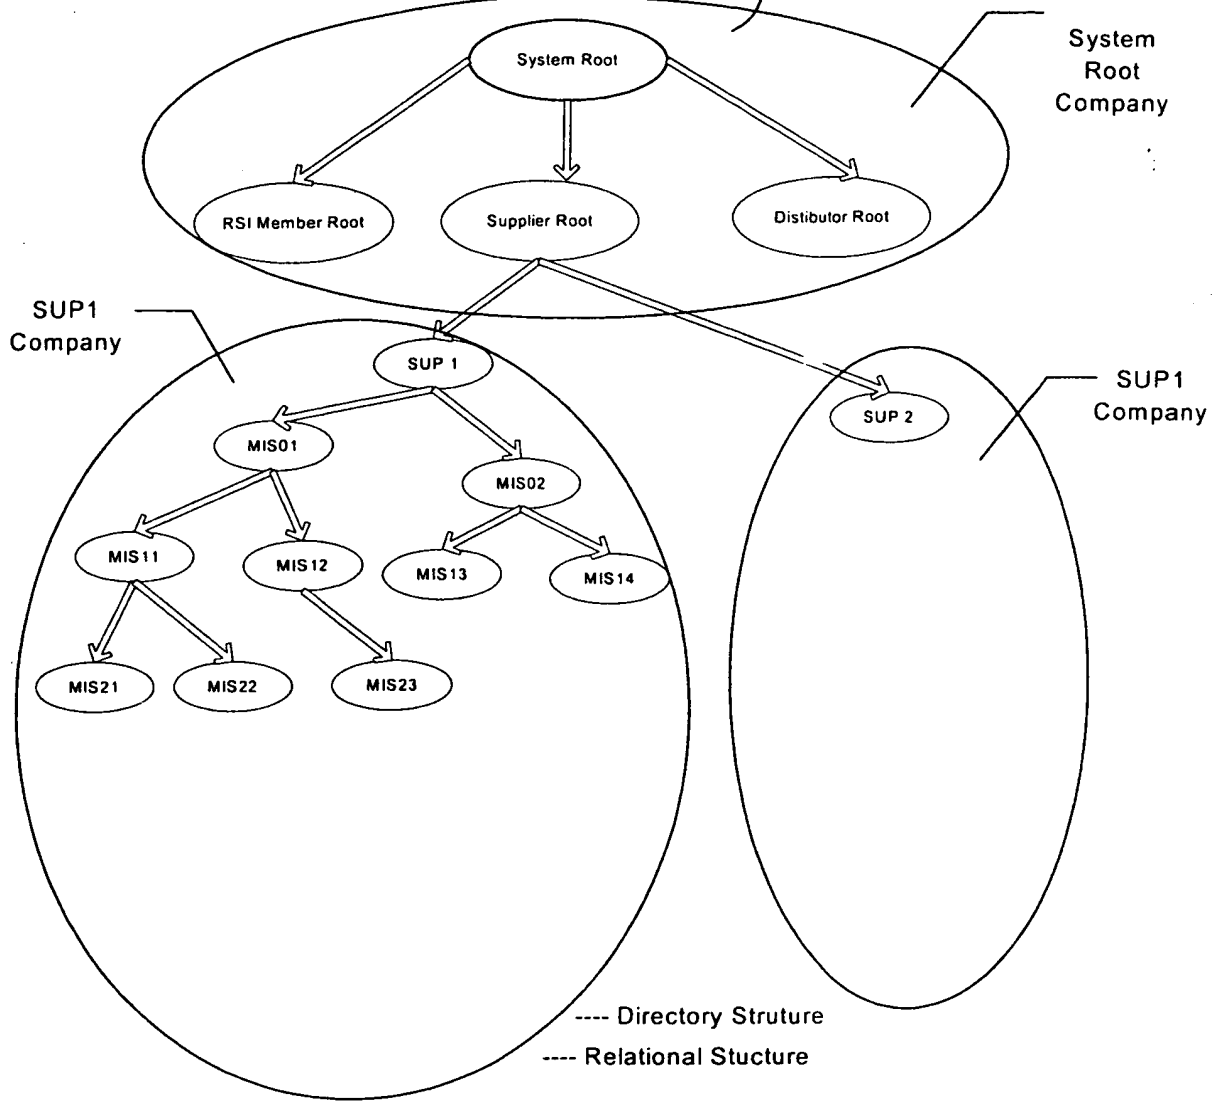 System Root
System
Root
Company
RSI Member Root
Supplier Root
Distibutor Root
SUP1
Company
SUP 1
SUP1
Company
SUP 2
MIS01
MIS02
MIS11
MIS12
MIS13
MIS14
MIS21
MIS22
MIS23
---- Directory Struture
---- Relational Stucture